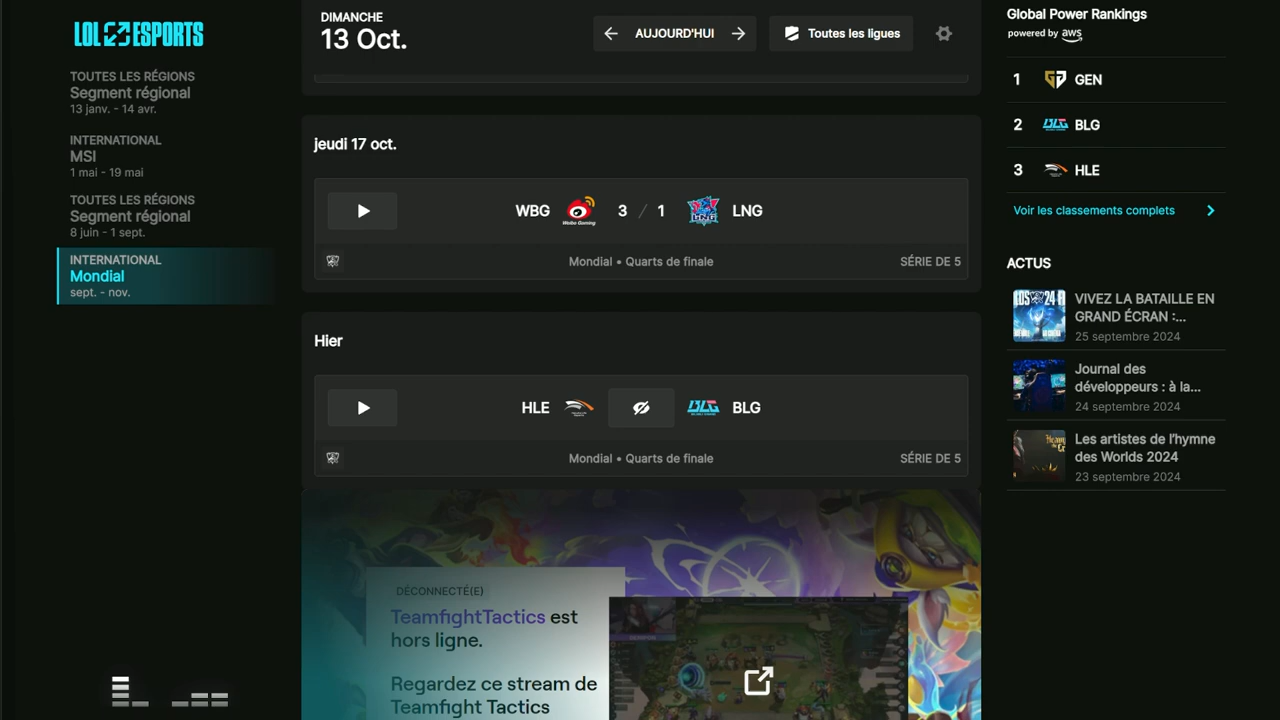 LOL ESPORTS
TOUTES LES RÉGIONS
Segment régional
13 janv. - 14 avr.
INTERNATIONAL
MSI
1 mai - 19 mai
TOUTES LES RÉGIONS
Segment régional
8 juin - 1 sept.
INTERNATIONAL
Mondial
sept. - nov.
DIMANCHE
13 Oct.
AUJOURD'HUI
Toutes les ligues
jeudi 17 oct.
WBG 3 / 1 LNG
Mondial • Quarts de finale
SÉRIE DE 5
Hier
HLE BLG
Mondial • Quarts de finale
SÉRIE DE 5
DÉCONNECTÉ(E)
TeamfightTactics est
hors ligne.
Regardez ce stream de
Teamfight Tactics
Global Power Rankings
powered by aws
1 GEN
2 BLG
3 HLE
Voir les classements complets
ACTUS
VIVEZ LA BATAILLE EN
GRAND ÉCRAN :...
25 septembre 2024
Journal des
développeurs : à la...
24 septembre 2024
Les artistes de l'hymne
des Worlds 2024
23 septembre 2024